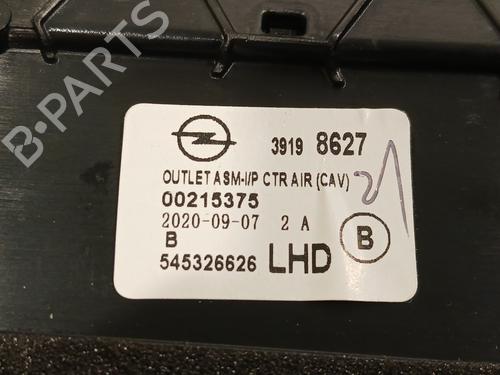 B-PARTS
3919 8627
OUTLET ASM-I/P CTR AIR (CAV)
00215375
2020-09-07 2 A
B
B
545326626 LHD